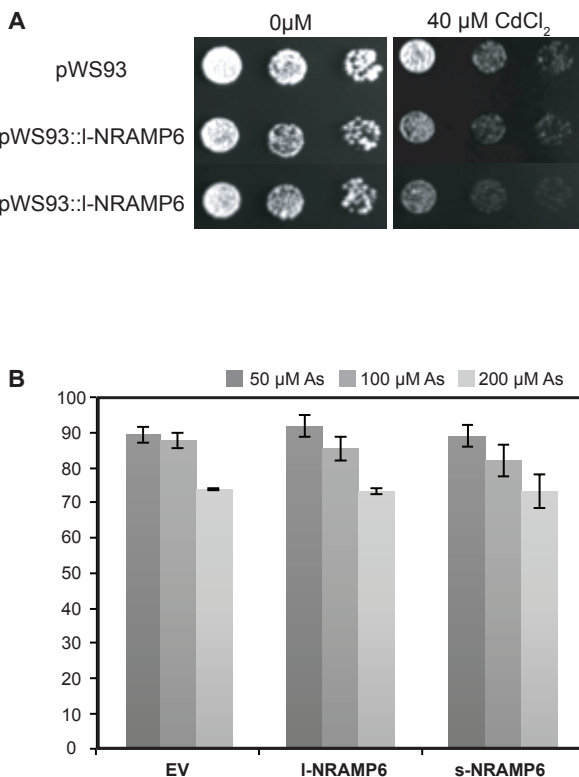 A
0µM
40 µM CdCl2
pWS93
pWS93::l-NRAMP6
pWS93::l-NRAMP6
B
50 µM As
100 µM As
200 µM As
100
90
80
70
60
50
40
30
20
10
0
EV
l-NRAMP6
s-NRAMP6